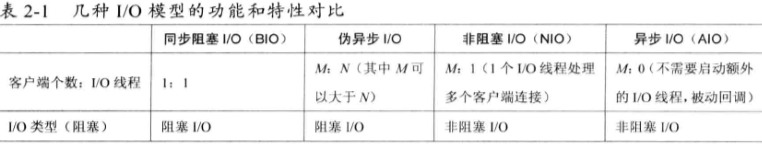 表 2-1 几种 I/O 模型的功能和特性对比
同步阻塞 I/O（BIO） 伪异步 I/O 非阻塞 I/O（NIO） 异步 I/O（AIO）
客户端个数：I/O 线程 1：1 M：N（其中 M 可以大于 N） M：1（1 个 I/O 线程处理多个客户端连接） M：0（不需要启动额外的 I/O 线程，被动回调）
I/O 类型（阻塞） 阻塞 I/O 阻塞 I/O 非阻塞 I/O 非阻塞 I/O